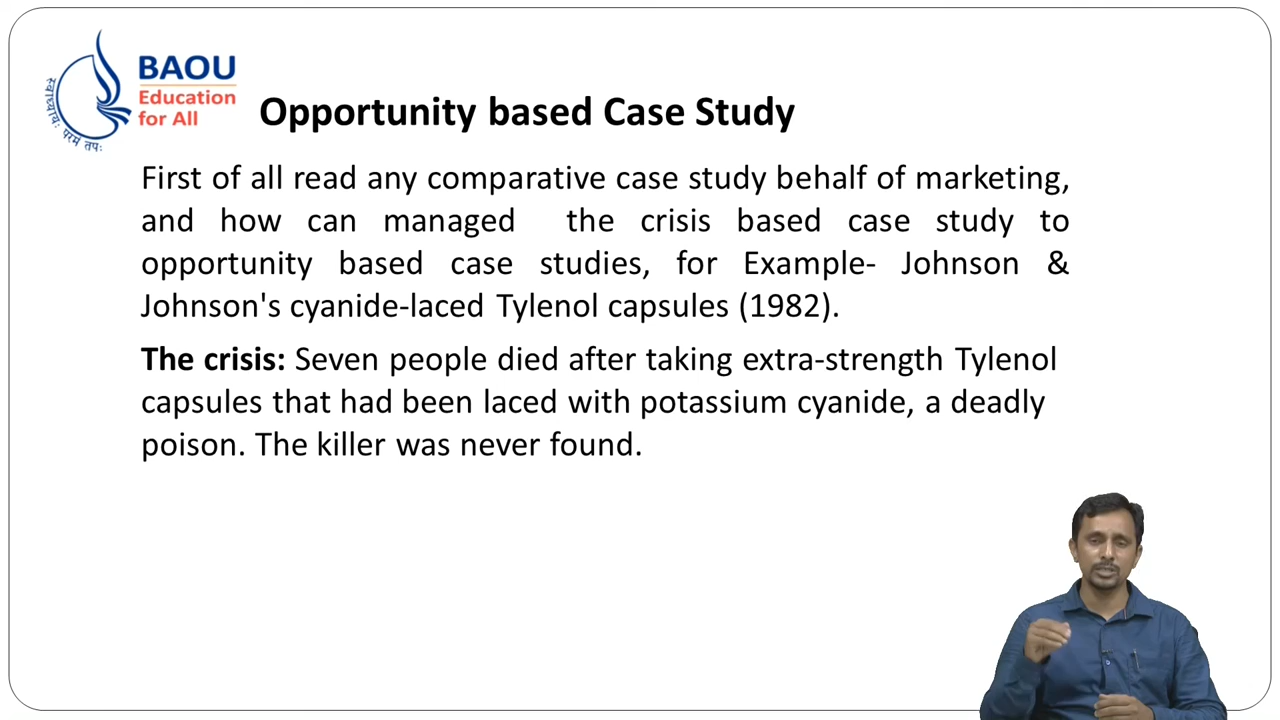 BAOU
Education
for All
स्वाध्यायः परमं तपः
Opportunity based Case Study
First of all read any comparative case study behalf of marketing,
and how can managed the crisis based case study to
opportunity based case studies, for Example- Johnson &
Johnson's cyanide-laced Tylenol capsules (1982).
The crisis: Seven people died after taking extra-strength Tylenol
capsules that had been laced with potassium cyanide, a deadly
poison. The killer was never found.